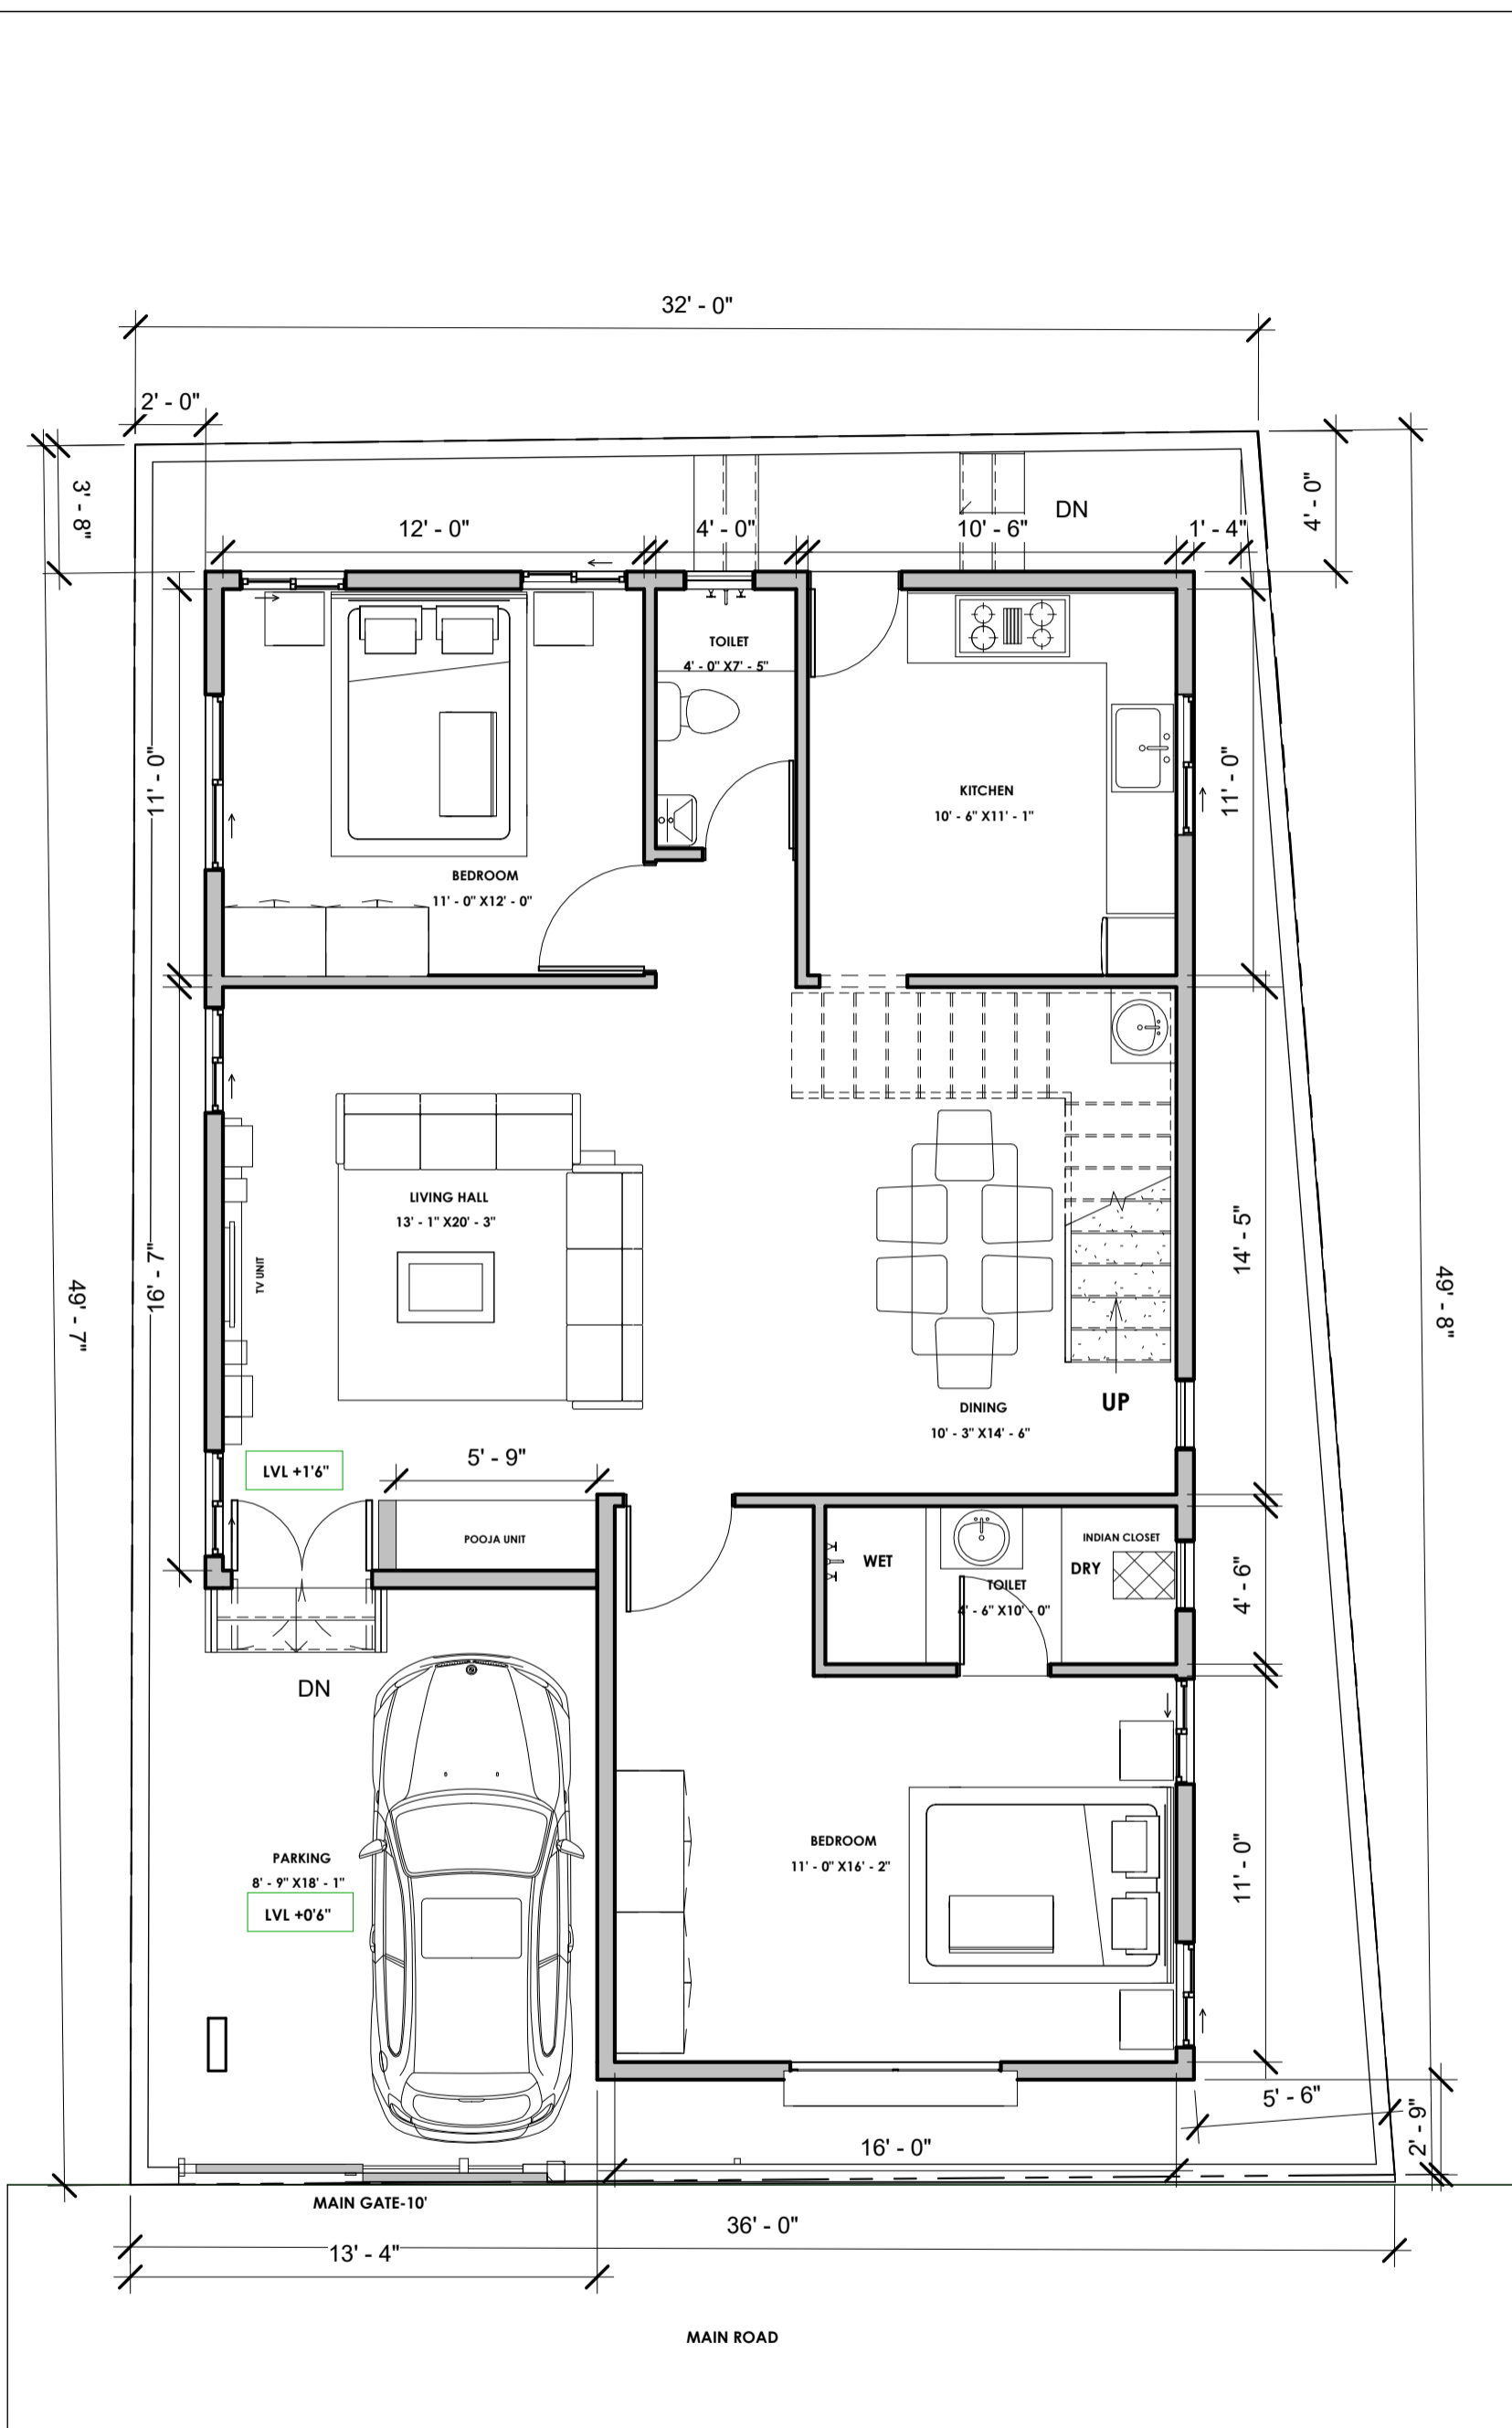 32' - 0"
2' - 0"
3' - 8"
4' - 0"
DN
12' - 0"
4' - 0"
10' - 6"
1' - 4"
TOILET
4' - 0" X7' - 5"
11' - 0"
KITCHEN
10' - 6" X11' - 1"
11' - 0"
BEDROOM
11' - 0" X12' - 0"
LIVING HALL
13' - 1" X20' - 3"
14' - 5"
16' - 7"
TV UNIT
49' - 7"
49' - 8"
UP
DINING
10' - 3" X14' - 6"
5' - 9"
LVL +1'6"
POOJA UNIT
INDIAN CLOSET
WET
DRY
TOILET
4' - 6" X10' - 0"
4' - 6"
DN
BEDROOM
11' - 0" X16' - 2"
11' - 0"
PARKING
8' - 9" X18' - 1"
LVL +0'6"
5' - 6"
2' - 9"
16' - 0"
MAIN GATE-10'
36' - 0"
13' - 4"
MAIN ROAD